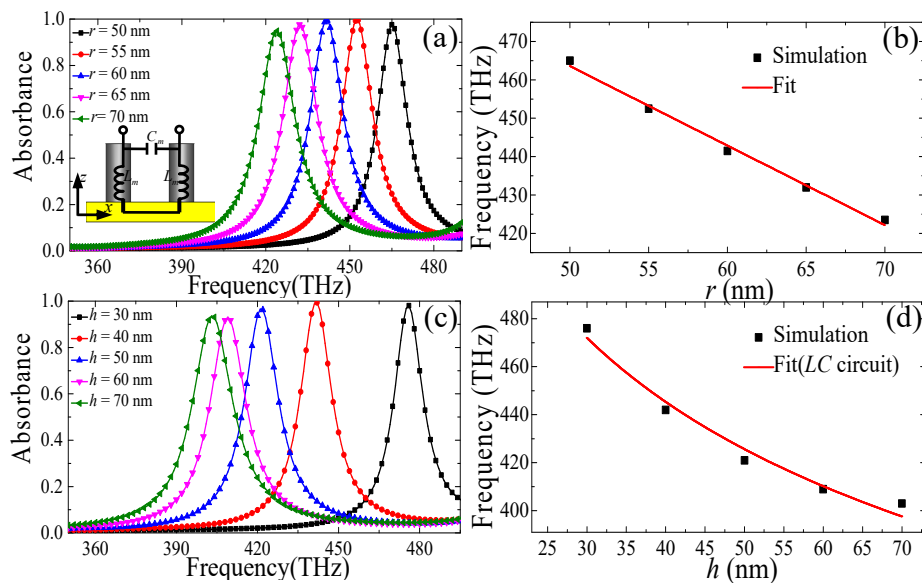 (a)
r = 50 nm
r = 55 nm
r = 60 nm
r = 65 nm
r = 70 nm
C_m
L_m
L_m
z
x
Absorbance
1.0
0.8
0.6
0.4
0.2
0.0
360 390 420 450 480
Frequency(THz)
(b)
Simulation
Fit
Frequency (THz)
470
460
450
440
430
420
50 55 60 65 70
r (nm)
(c)
h = 30 nm
h = 40 nm
h = 50 nm
h = 60 nm
h = 70 nm
Absorbance
1.0
0.8
0.6
0.4
0.2
0.0
360 390 420 450 480
Frequency(THz)
(d)
Simulation
Fit(LC circuit)
Frequency (THz)
480
460
440
420
400
25 30 35 40 45 50 55 60 65 70
h (nm)